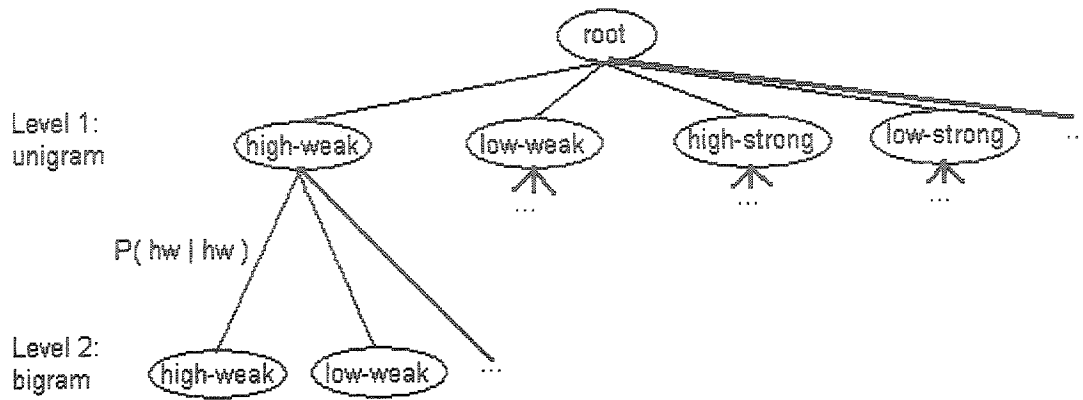 root
Level 1:
unigram
high-weak
low-weak
high-strong
low-strong
..
...
...
...
P( hw | hw )
Level 2:
bigram
high-weak
low-weak
...